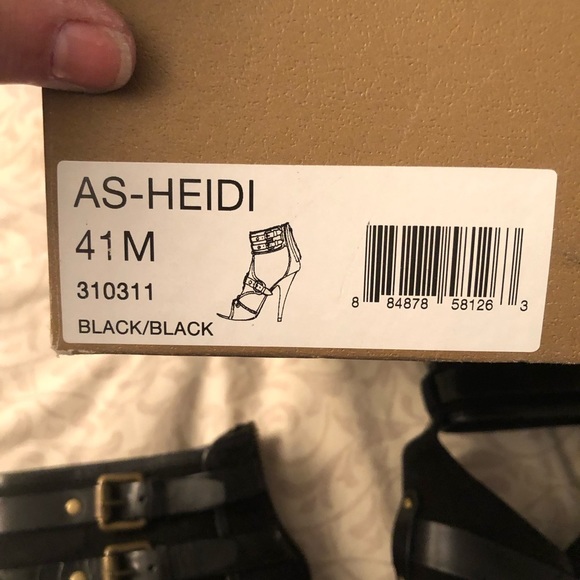 AS-HEIDI
41M
310311
BLACK/BLACK
8 84878 58126 3